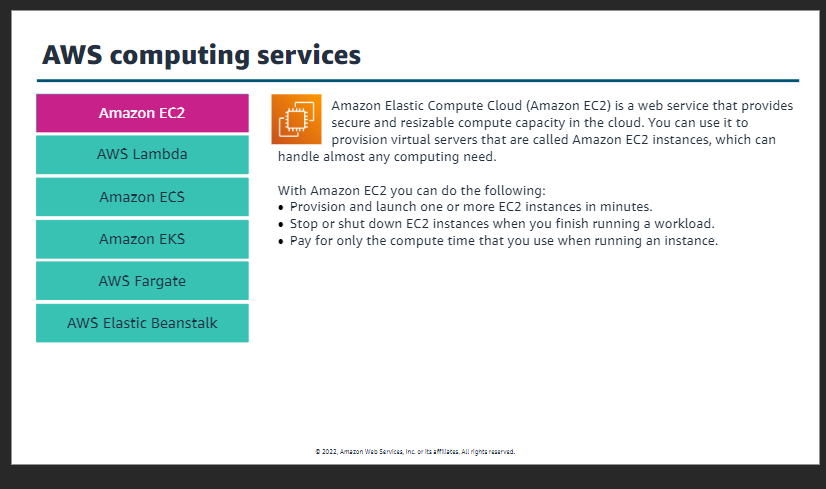 AWS computing services
Amazon EC2
AWS Lambda
Amazon ECS
Amazon EKS
AWS Fargate
AWS Elastic Beanstalk
Amazon Elastic Compute Cloud (Amazon EC2) is a web service that provides
secure and resizable compute capacity in the cloud. You can use it to
provision virtual servers that are called Amazon EC2 instances, which can
handle almost any computing need.
With Amazon EC2 you can do the following:
• Provision and launch one or more EC2 instances in minutes.
• Stop or shut down EC2 instances when you finish running a workload.
• Pay for only the compute time that you use when running an instance.
© 2022, Amazon Web Services, Inc. or its affiliates. All rights reserved.